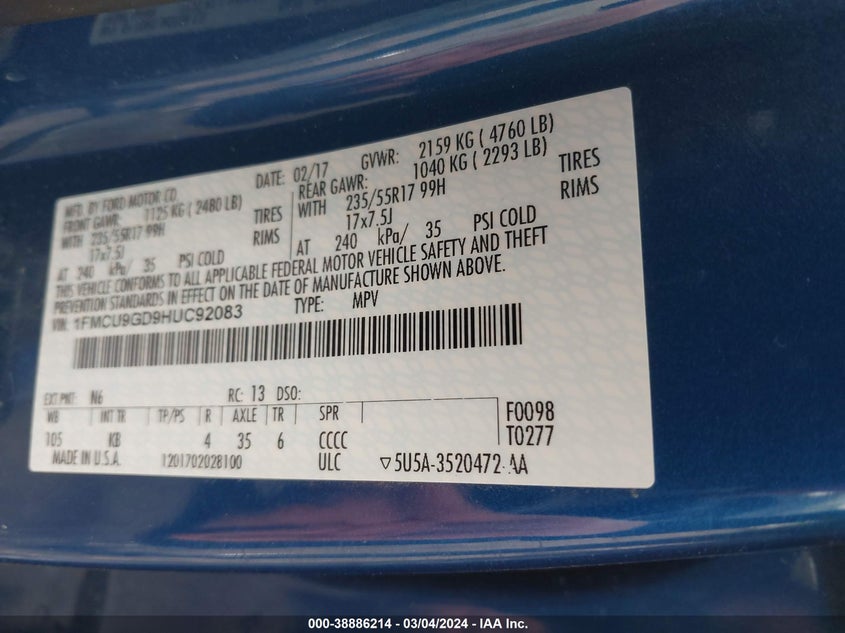 MFD. BY FORD MOTOR CO. DATE: 02/17 GVWR: 2159 KG ( 4760 LB)
FRONT GAWR: 1125 KG ( 2480 LB) REAR GAWR: 1040 KG ( 2293 LB)
WITH 235/55R17 99H TIRES WITH 235/55R17 99H TIRES
17x7.5J RIMS 17x7.5J RIMS
AT 240 kPa/ 35 PSI COLD AT 240 kPa/ 35 PSI COLD
THIS VEHICLE CONFORMS TO ALL APPLICABLE FEDERAL MOTOR VEHICLE SAFETY AND THEFT
PREVENTION STANDARDS IN EFFECT ON THE DATE OF MANUFACTURE SHOWN ABOVE.
VIN: 1FMCU9GD9HUC92083 TYPE: MPV
EXT PNT: N6 RC: 13 DSO:
WB INT TR TP/PS R AXLE TR SPR F0098
105 KB 4 35 6 CCCC T0277
MADE IN U.S.A. 1201702028100 ULC ▽5U5A-3520472-AA
000-38886214 - 03/04/2024 - IAA Inc.